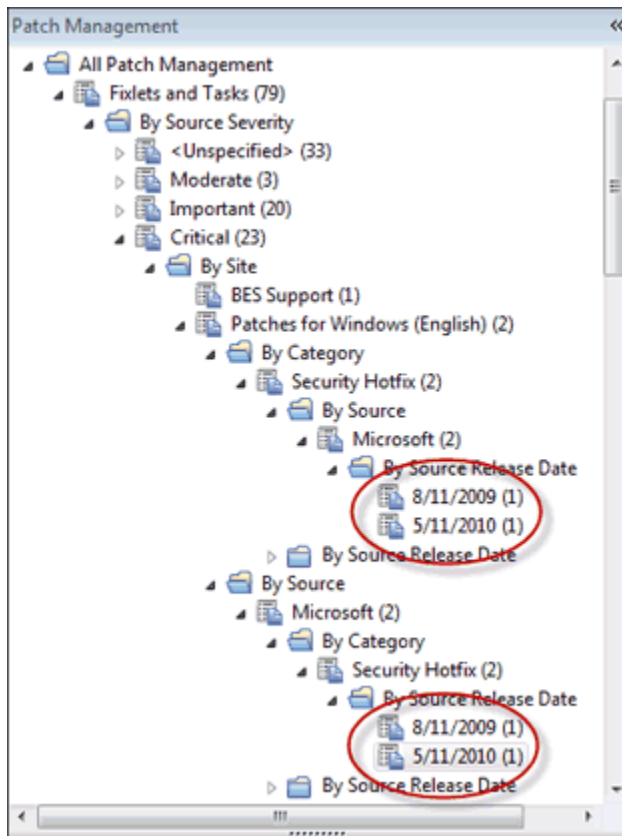 Patch Management
All Patch Management
Fixlets and Tasks (79)
By Source Severity
<Unspecified> (33)
Moderate (3)
Important (20)
Critical (23)
By Site
BES Support (1)
Patches for Windows (English) (2)
By Category
Security Hotfix (2)
By Source
Microsoft (2)
By Source Release Date
8/11/2009 (1)
5/11/2010 (1)
By Source Release Date
By Source
Microsoft (2)
By Category
Security Hotfix (2)
By Source Release Date
8/11/2009 (1)
5/11/2010 (1)
By Source Release Date